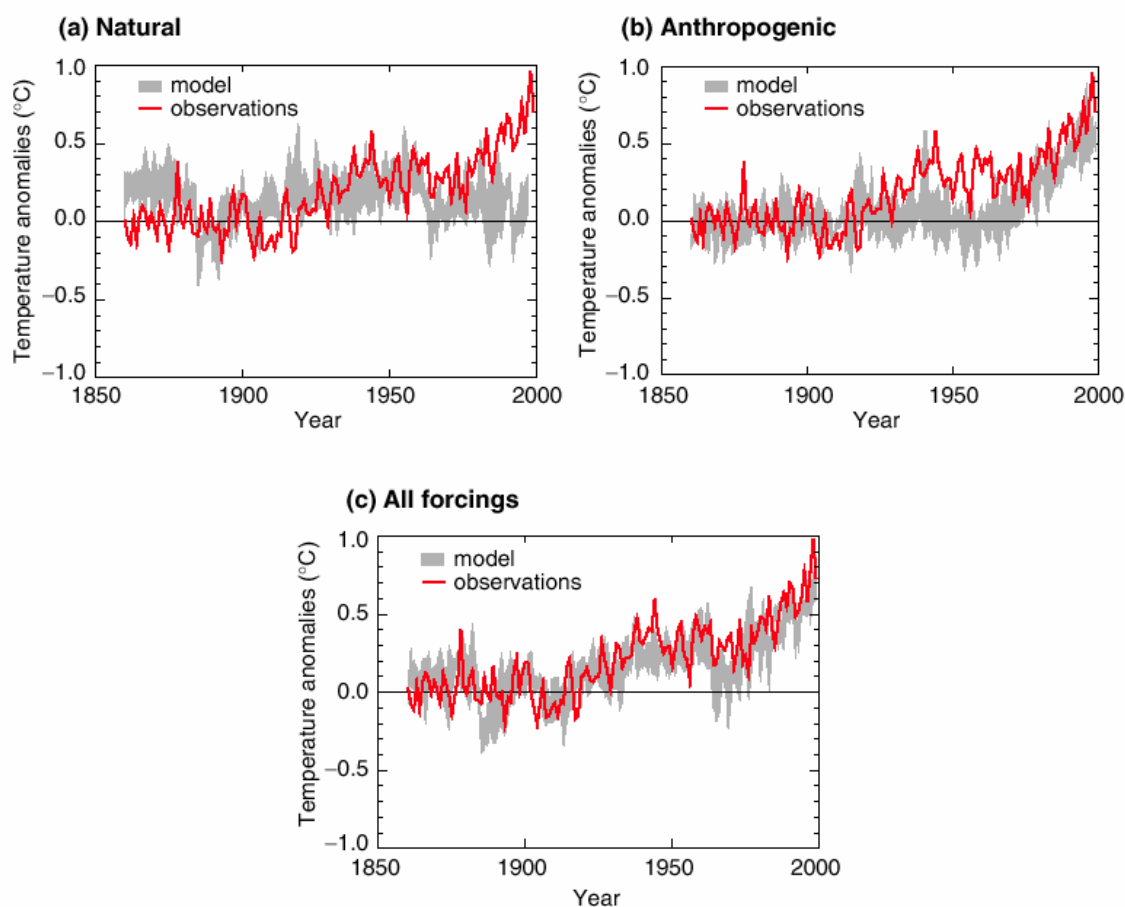 (a) Natural
Temperature anomalies (°C)
1.0
0.5
0.0
−0.5
−1.0
model
observations
1850
1900
1950
2000
Year
(b) Anthropogenic
Temperature anomalies (°C)
1.0
0.5
0.0
−0.5
−1.0
model
observations
1850
1900
1950
2000
Year
(c) All forcings
Temperature anomalies (°C)
1.0
0.5
0.0
−0.5
−1.0
model
observations
1850
1900
1950
2000
Year